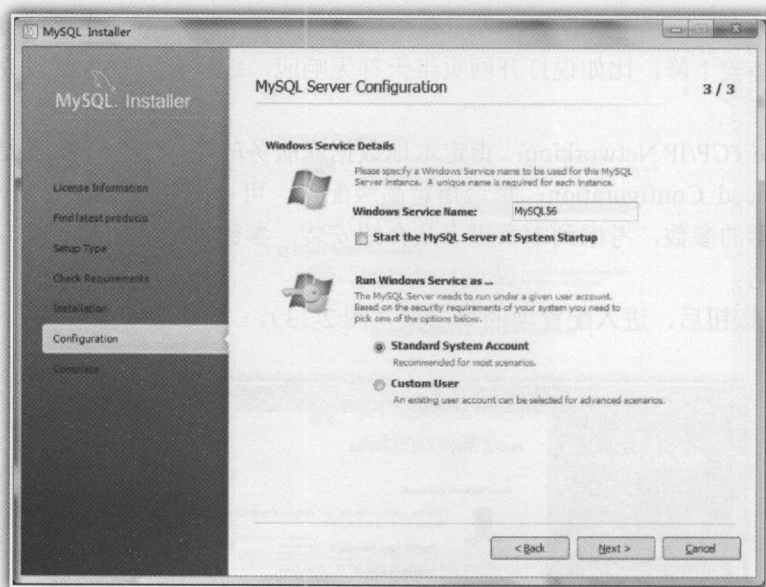 MySQL Installer
MySQL. Installer
MySQL Server Configuration
3 / 3
License Information
Find latest products
Setup Type
Check Requirements
Installation
Configuration
Complete
Windows Service Details
Please specify a Windows Service name to be used for this MySQL
Server instance. A unique name is required for each instance.
Windows Service Name:
MySQL56
Start the MySQL Server at System Startup
Run Windows Service as ...
The MySQL Server needs to run under a given user account.
Based on the security requirements of your system you need to
pick one of the options below.
Standard System Account
Recommended for most scenarios.
Custom User
An existing user account can be selected for advanced scenarios.
< Back
Next >
Cancel